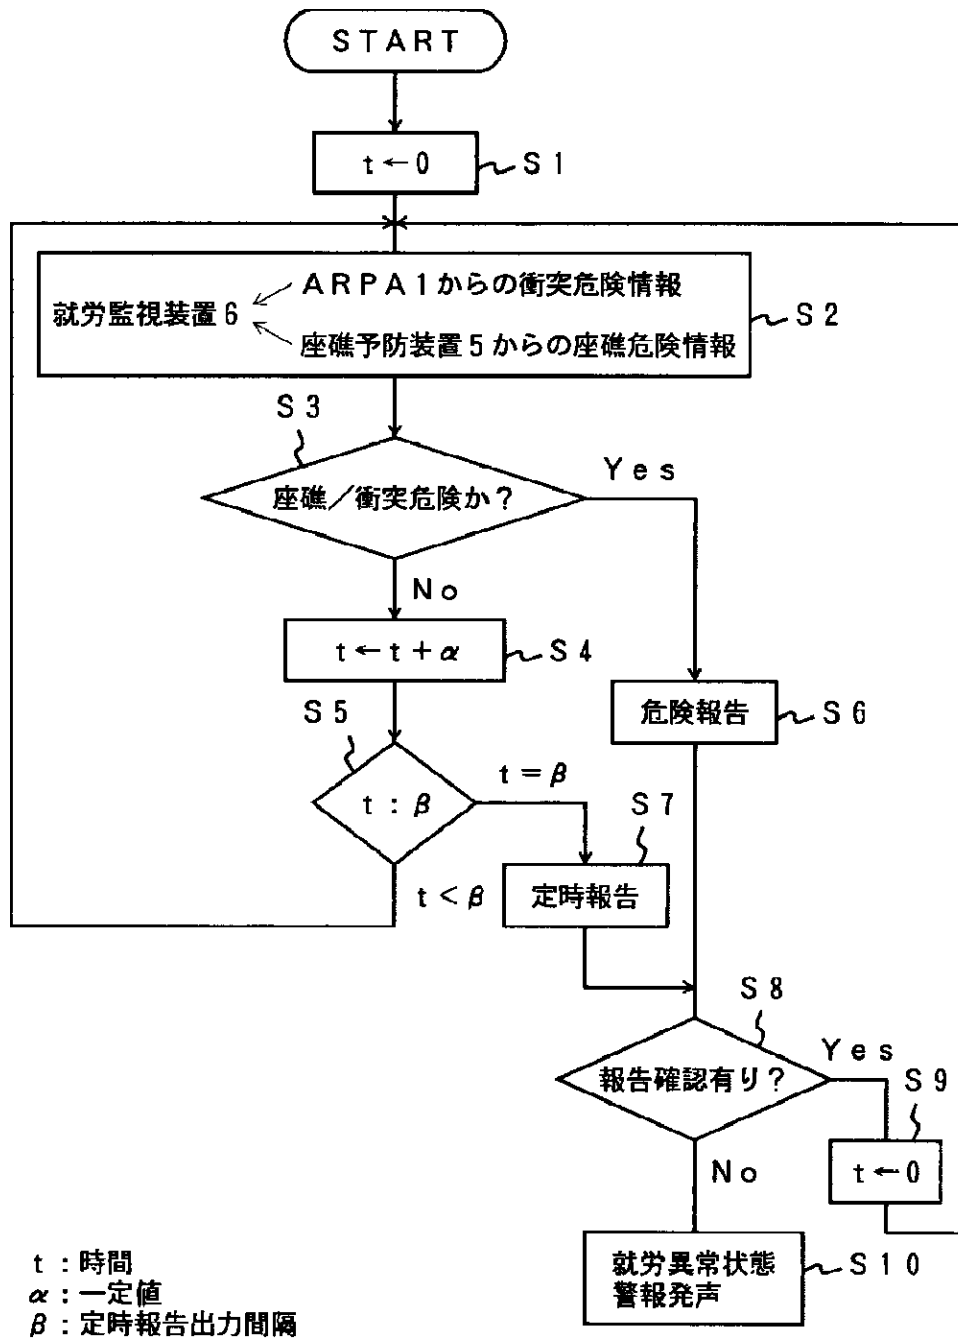 START
t←0
S1
ARPA1からの衝突危険情報
就労監視装置6
座礁予防装置5からの座礁危険情報
S2
S3
座礁／衝突危険か？
Yes
No
t←t+α
S4
危険報告
S6
S5
t：β
t=β
t<β
S7
定時報告
S8
報告確認有り？
Yes
S9
t←0
No
就労異常状態
警報発声
S10
t：時間
α：一定値
β：定時報告出力間隔